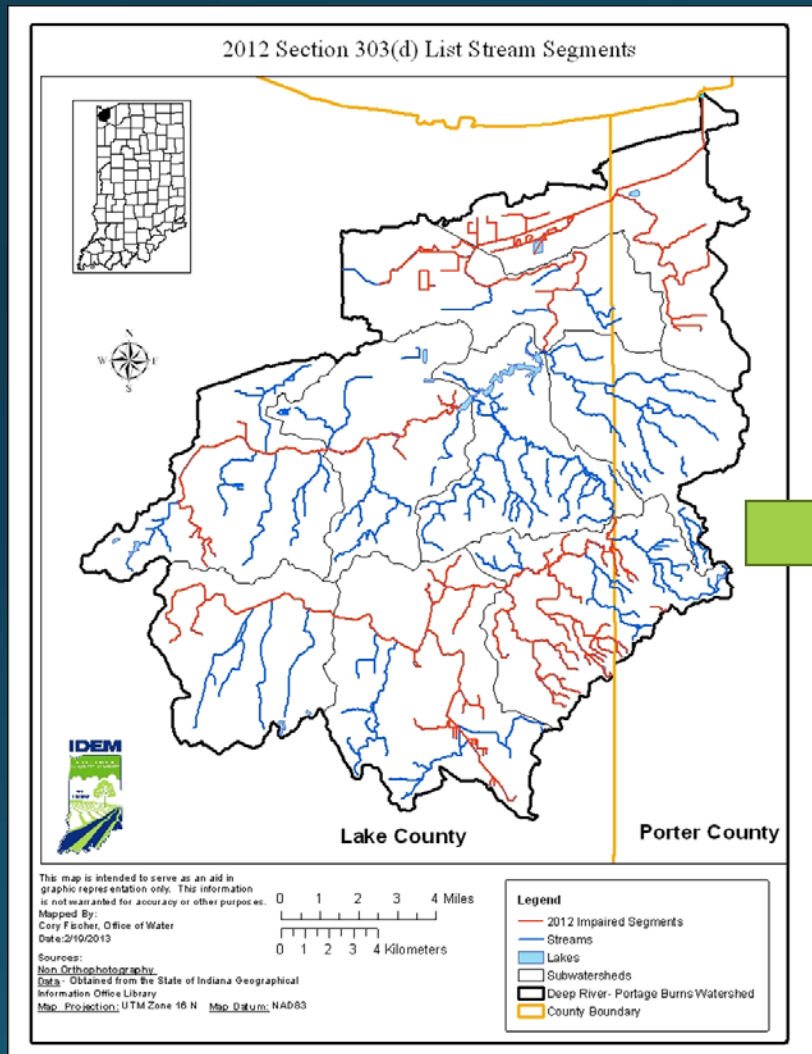 2012 Section 303(d) List Stream Segments
N
W E
S
IDEM
Lake County
Porter County
This map is intended to serve as an aid in
graphic representation only. This information
is not warranted for accuracy or other purposes.
Mapped By:
Cory Fischer, Office of Water
Date:2/19/2013
Sources:
Non Orthophotography
Data - Obtained from the State of Indiana Geographical
Information Office Library
Map Projection: UTM Zone 16 N Map Datum: NAD83
0 1 2 3 4 Miles
0 1 2 3 4 Kilometers
Legend
2012 Impaired Segments
Streams
Lakes
Subwatersheds
Deep River- Portage Burns Watershed
County Boundary